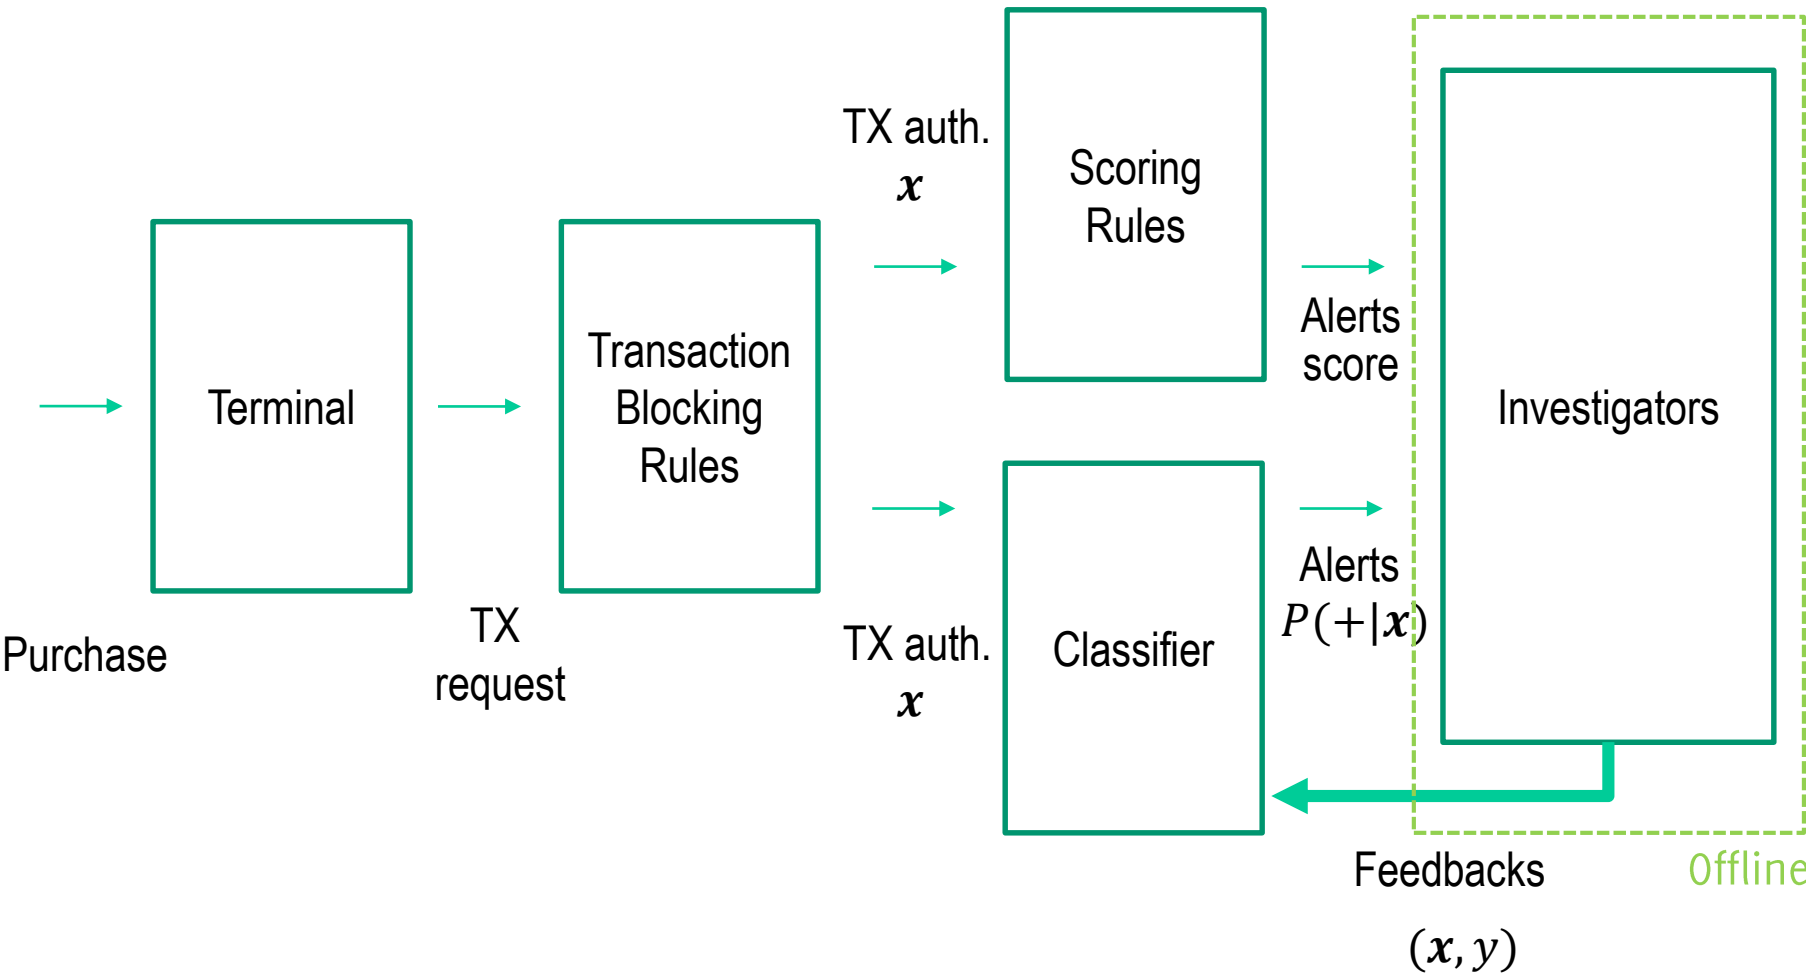 Purchase
Terminal
TX
request
Transaction
Blocking
Rules
TX auth.
x
Scoring
Rules
Alerts
score
TX auth.
x
Classifier
Alerts
P(+|x)
Investigators
Feedbacks
(x, y)
Offline